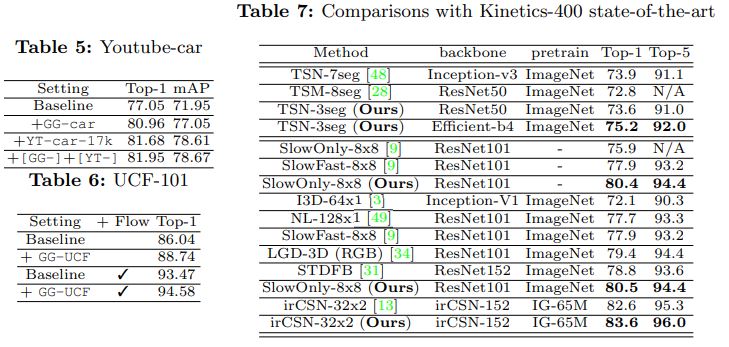 Table 7: Comparisons with Kinetics-400 state-of-the-art
Method backbone pretrain Top-1 Top-5
TSN-7seg [48] Inception-v3 ImageNet 73.9 91.1
TSM-8seg [28] ResNet50 ImageNet 72.8 N/A
TSN-3seg (Ours) ResNet50 ImageNet 73.6 91.0
TSN-3seg (Ours) Efficient-b4 ImageNet 75.2 92.0
SlowOnly-8x8 [9] ResNet101 - 75.9 N/A
SlowFast-8x8 [9] ResNet101 - 77.9 93.2
SlowOnly-8x8 (Ours) ResNet101 - 80.4 94.4
I3D-64x1 [3] Inception-V1 ImageNet 72.1 90.3
NL-128x1 [49] ResNet101 ImageNet 77.7 93.3
SlowFast-8x8 [9] ResNet101 ImageNet 77.9 93.2
LGD-3D (RGB) [34] ResNet101 ImageNet 79.4 94.4
STDFB [31] ResNet152 ImageNet 78.8 93.6
SlowOnly-8x8 (Ours) ResNet101 ImageNet 80.5 94.4
irCSN-32x2 [13] irCSN-152 IG-65M 82.6 95.3
irCSN-32x2 (Ours) irCSN-152 IG-65M 83.6 96.0
Table 5: Youtube-car
Setting Top-1 mAP
Baseline 77.05 71.95
+GG-car 80.96 77.05
+YT-car-17k 81.68 78.61
+[GG-]+[YT-] 81.95 78.67
Table 6: UCF-101
Setting + Flow Top-1
Baseline 86.04
+ GG-UCF 88.74
Baseline ✓ 93.47
+ GG-UCF ✓ 94.58